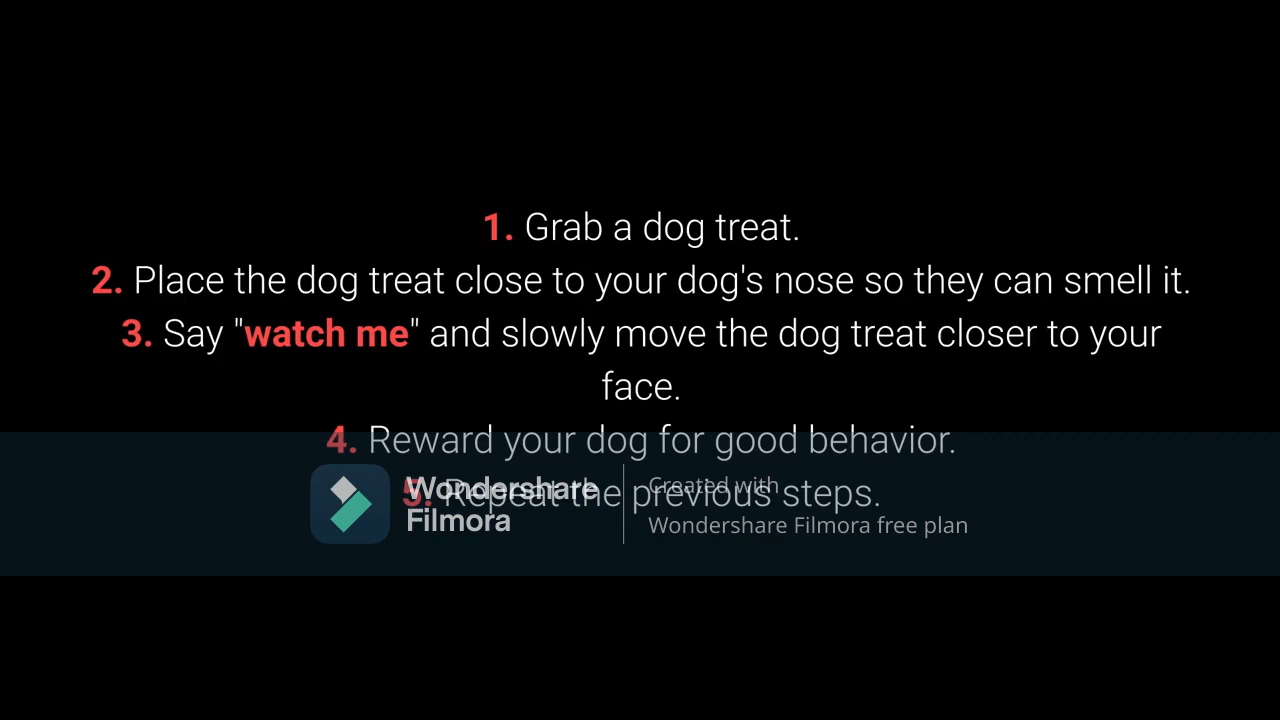 1. Grab a dog treat.
2. Place the dog treat close to your dog's nose so they can smell it.
3. Say "watch me" and slowly move the dog treat closer to your
face.
4. Reward your dog for good behavior.
5. Repeat the previous steps.
Wondershare
Filmora
Created with
Wondershare Filmora free plan